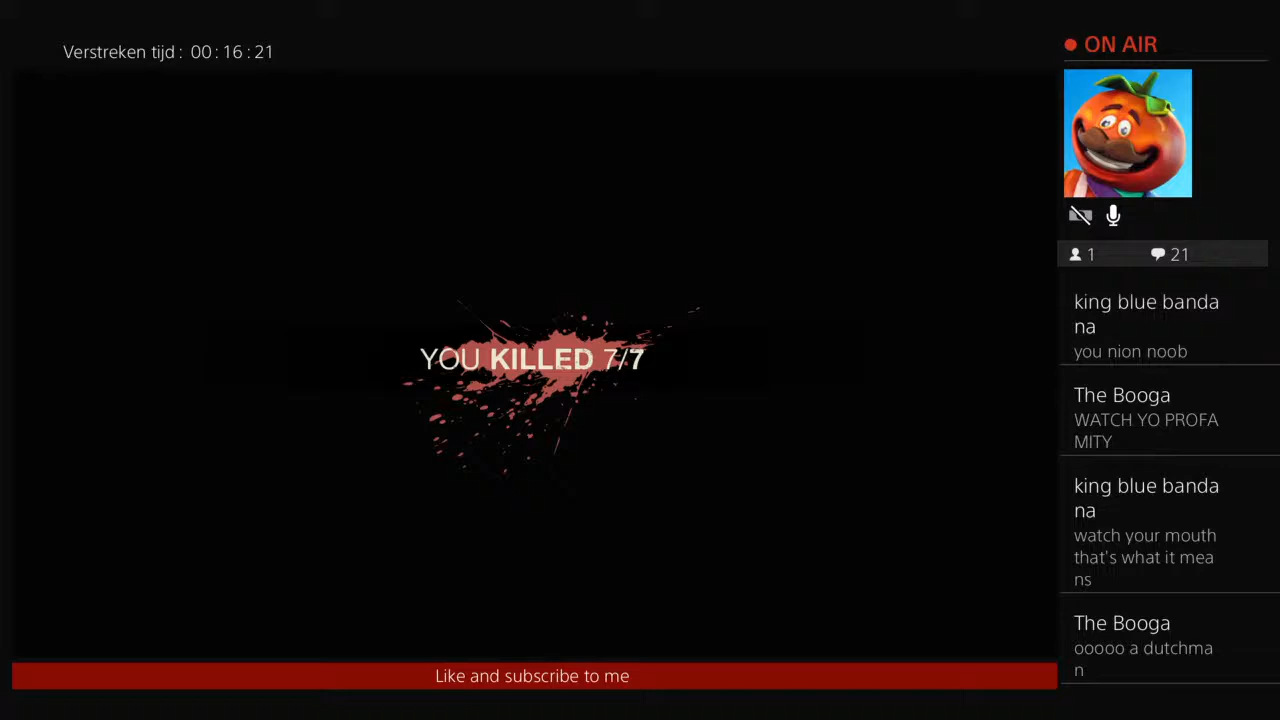 Verstreken tijd: 00:16:21
ON AIR
1 21
king blue banda
na
you nion noob
The Booga
WATCH YO PROFA
MITY
king blue banda
na
watch your mouth
that's what it mea
ns
The Booga
ooooo a dutchma
n
YOU KILLED 7/7
Like and subscribe to me